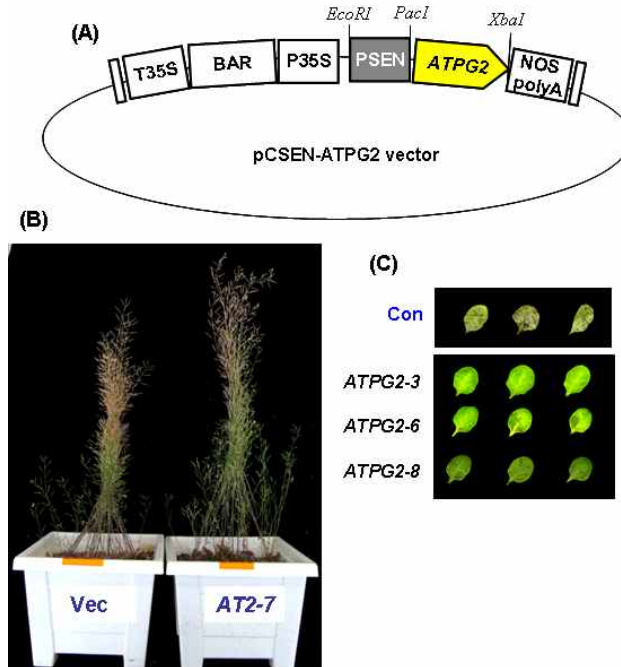 (A)
EcoRI PacI XbaI
T35S BAR P35S PSEN ATPG2 NOS
polyA
pCSEN-ATPG2 vector
(B)
Vec AT2-7
(C)
Con
ATPG2-3
ATPG2-6
ATPG2-8